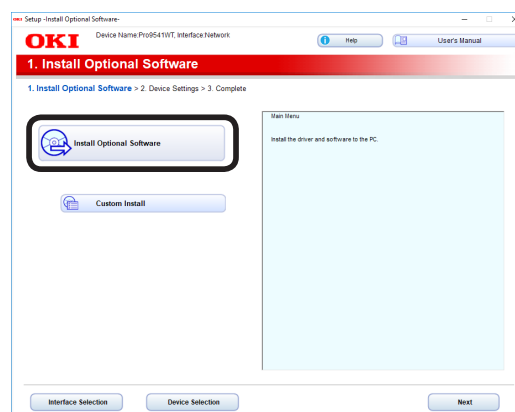 Setup -Install Optional Software-
OKI
Device Name:Pro9541WT, Interface:Network
Help
User's Manual
1. Install Optional Software
1. Install Optional Software > 2. Device Settings > 3. Complete
Install Optional Software
Custom Install
Main Menu
Install the driver and software to the PC.
Interface Selection
Device Selection
Next